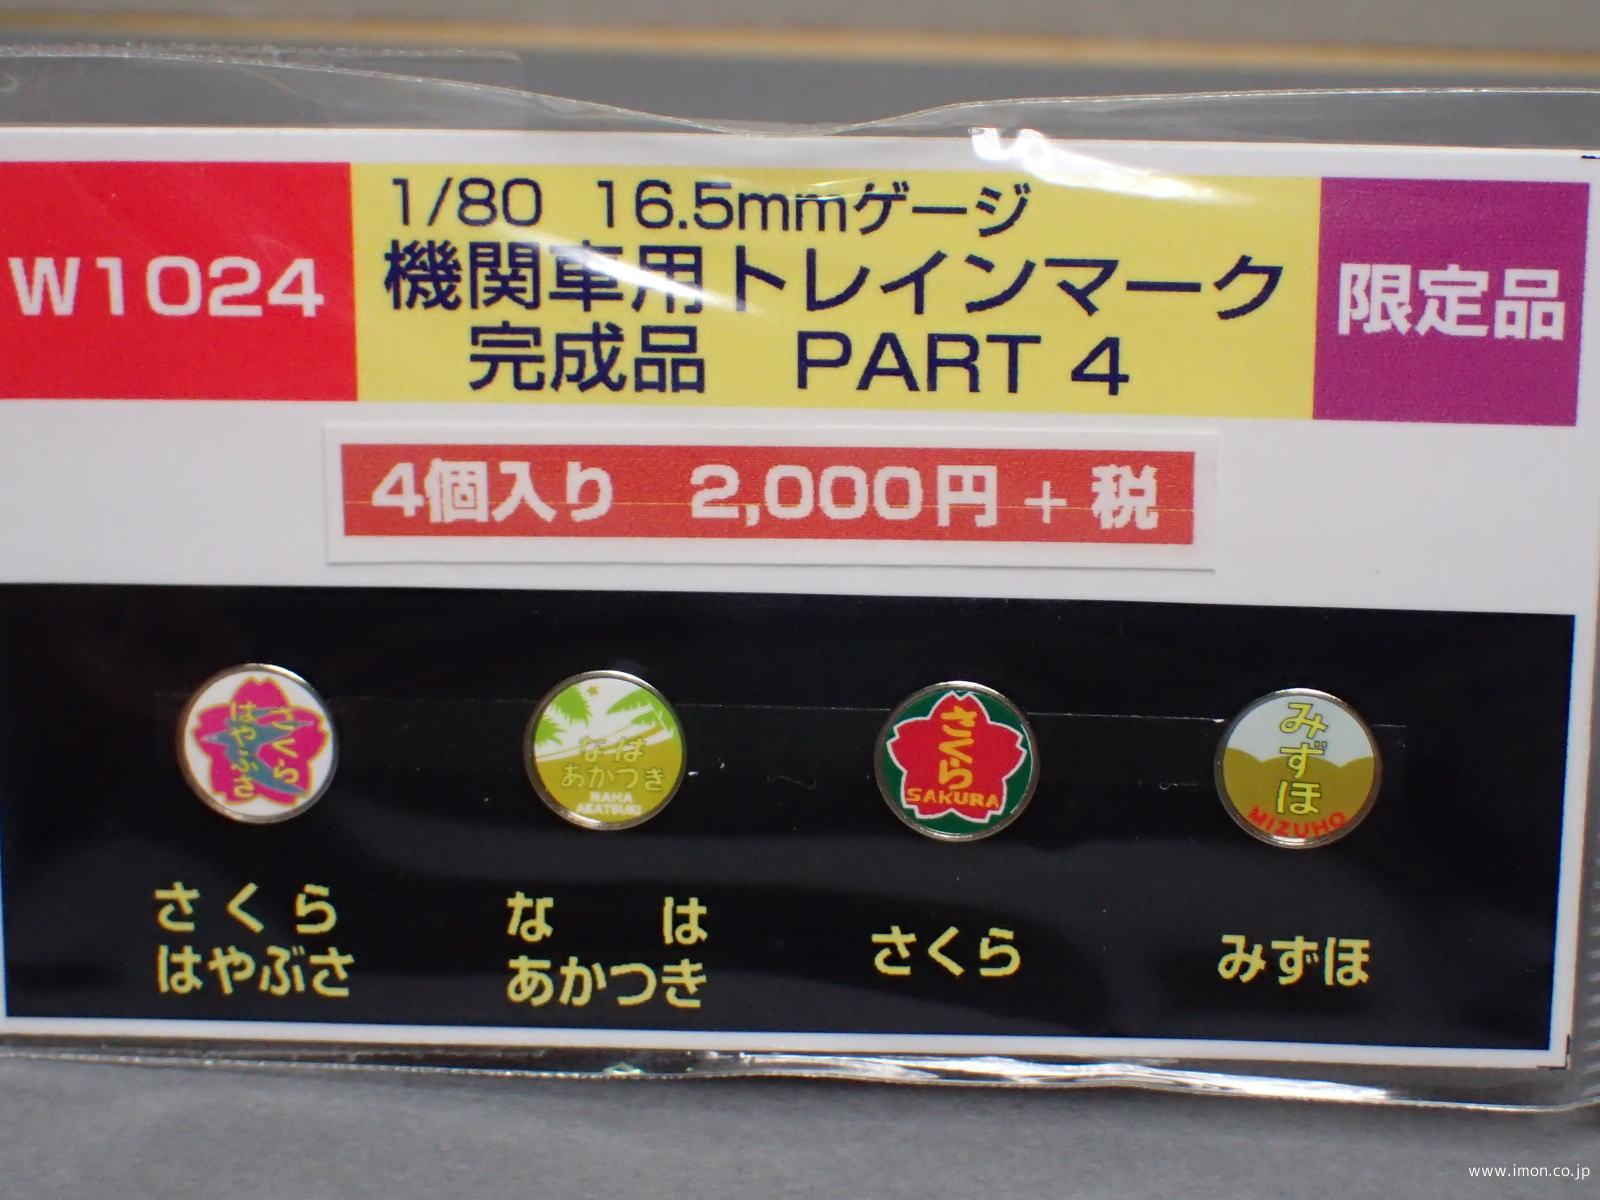 W1024
1/80 16.5mmゲージ
機関車用トレインマーク
完成品 PART 4
限定品
4個入り 2,000円+税
さくら
はやぶさ
なは
あかつき
NAHA
AKATSUKI
さくら
SAKURA
みずほ
MIZUHO
さくら
はやぶさ
なは
あかつき
さくら
みずほ
www.imon.co.jp